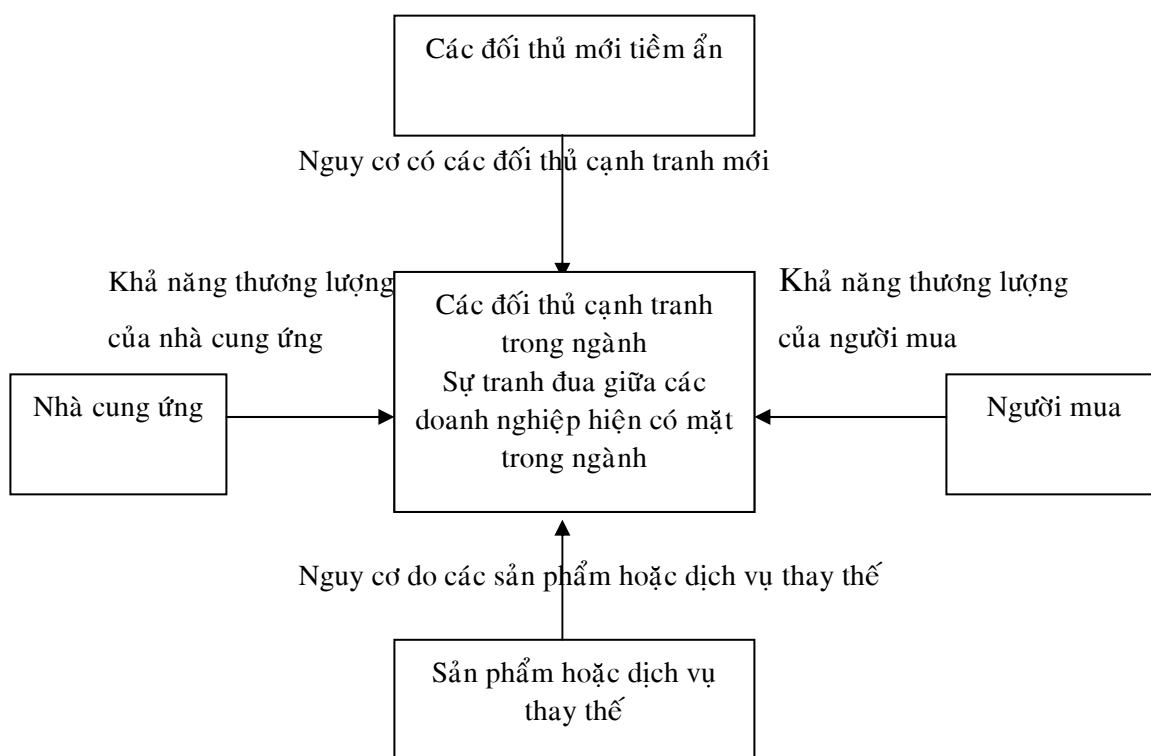 Các đối thủ mới tiềm ẩn
Nguy cơ có các đối thủ cạnh tranh mới
Khả năng thương lượng
của nhà cung ứng
Các đối thủ cạnh tranh
trong ngành
Sự tranh đua giữa các
doanh nghiệp hiện có mặt
trong ngành
Khả năng thương lượng
của người mua
Nhà cung ứng
Người mua
Nguy cơ do các sản phẩm hoặc dịch vụ thay thế
Sản phẩm hoặc dịch vụ
thay thế